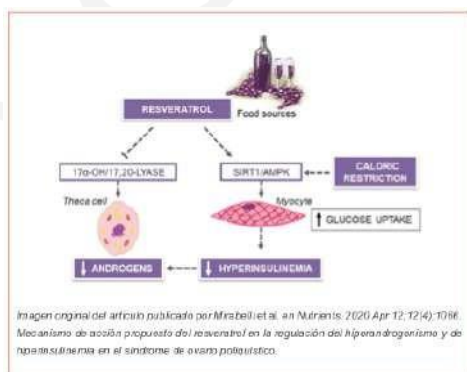 RESVERATROL
Food sources
17α-OH/17,20-LYASE
SIRT1/AMPK
CALORIC
RESTRICTION
Theca cell
Myocyte
↑ GLUCOSE UPTAKE
↓ ANDROGENS
↓ HYPERINSULINEMIA
Imagen original del artículo publicado por Mirabelli et al. en Nutrients. 2020 Apr 12;12(4):1066.
Mecanismo de acción propuesto del resveratrol en la regulación del hiperandrogenismo y de
hiperinsulinemia en el síndrome de ovario poliquístico.